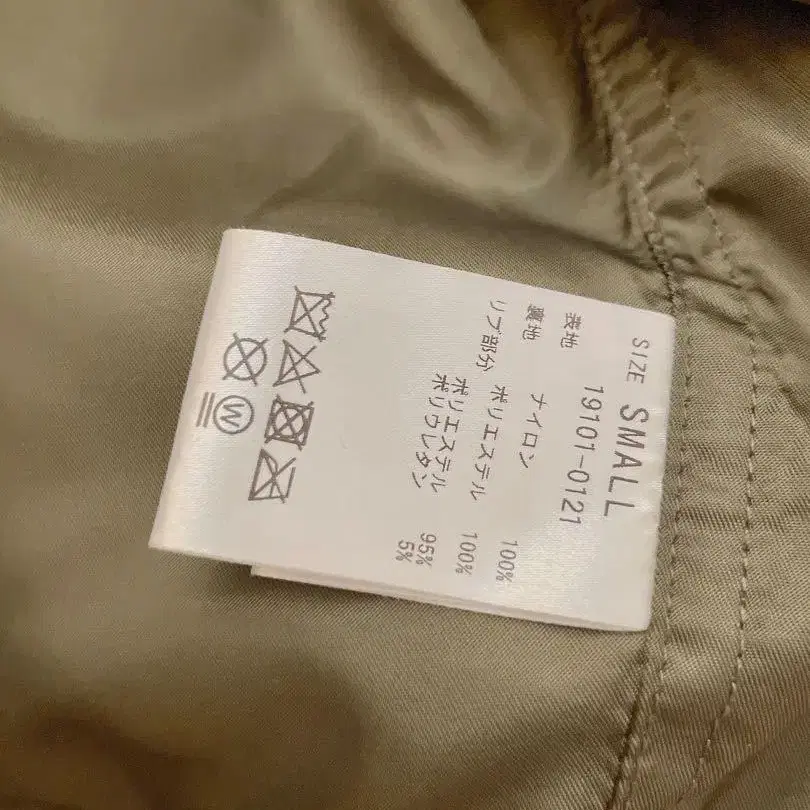 SIZE SMALL
19101-0121
表地 ナイロン 100%
裏地 ポリエステル 100%
リブ部分 ポリエステル 95%
ポリウレタン 5%
W